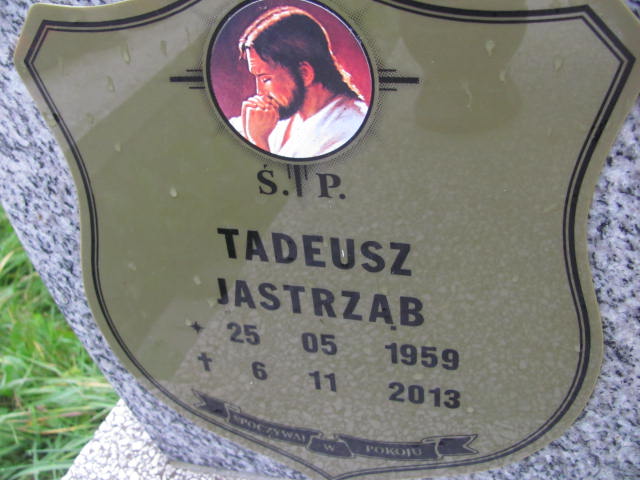 Ś. P.
TADEUSZ
JASTRZĄB
* 25 05 1959
† 6 11 2013
SPOCZYWAJ W POKOJU